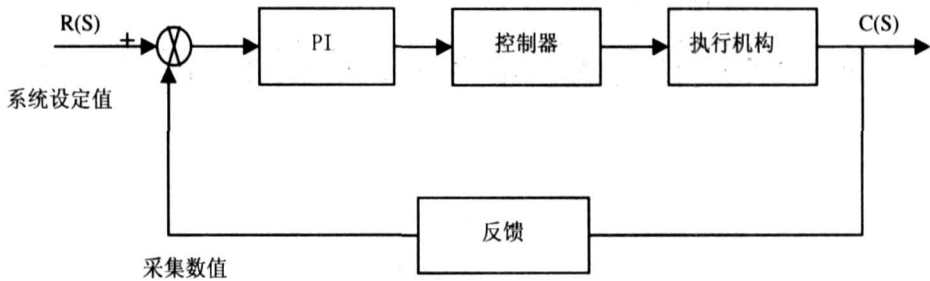 R(S)
+
PI
控制器
执行机构
C(S)
系统设定值
反馈
采集数值